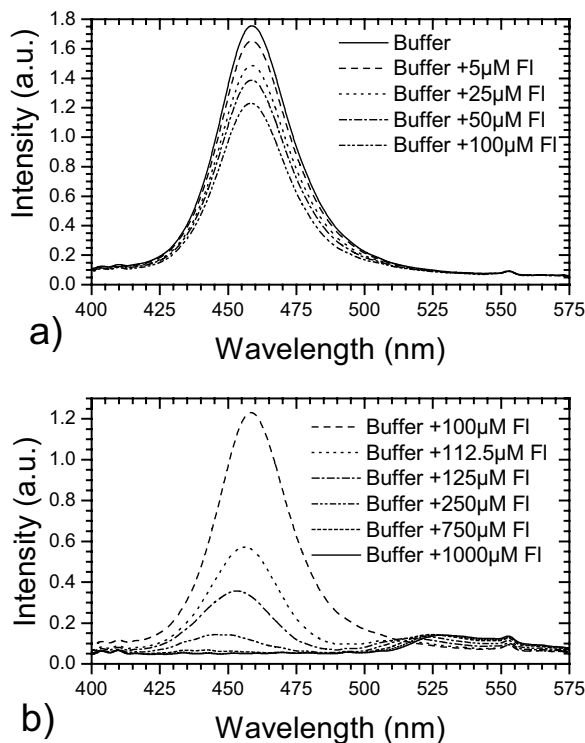 1.8
1.6
1.4
1.2
1.0
0.8
0.6
0.4
0.2
0.0
Intensity (a.u.)
Buffer
Buffer +5µM Fl
Buffer +25µM Fl
Buffer +50µM Fl
Buffer +100µM Fl
400 425 450 475 500 525 550 575
Wavelength (nm)
a)
1.2
1.0
0.8
0.6
0.4
0.2
0.0
Intensity (a.u.)
Buffer +100µM Fl
Buffer +112.5µM Fl
Buffer +125µM Fl
Buffer +250µM Fl
Buffer +750µM Fl
Buffer +1000µM Fl
400 425 450 475 500 525 550 575
Wavelength (nm)
b)